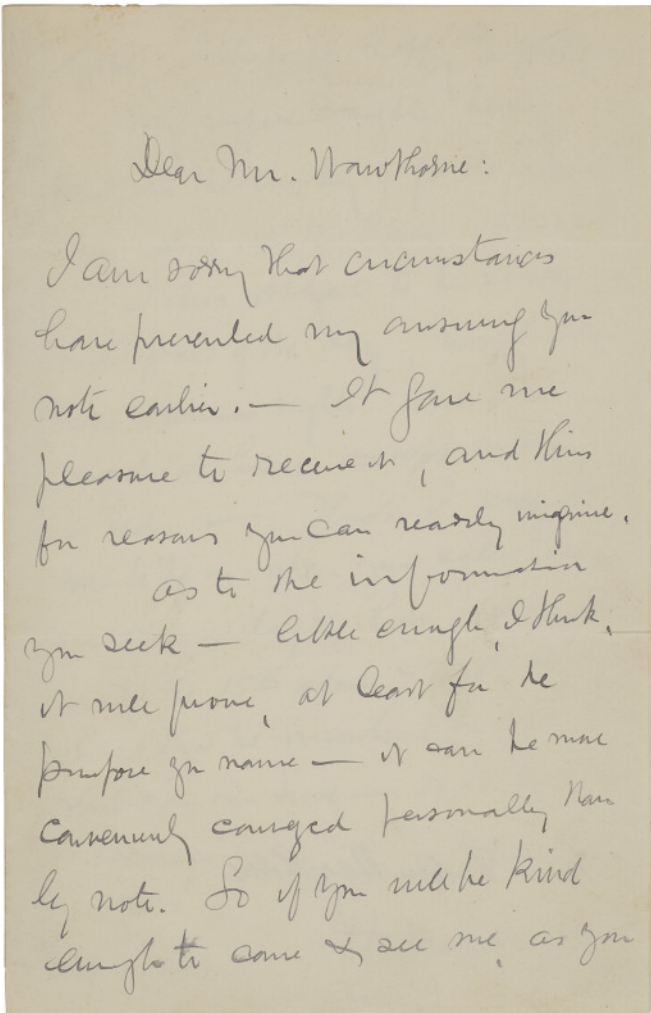 Dear Mr. Hawthorne:
I am sorry that circumstances
have prevented my answering your
note earlier. — It gave me
pleasure to receive it, and this
for reasons you can readily imagine.
As to the information
you seek — little enough, I think,
it will prove, at least for the
purpose you name — it can be more
conveniently conveyed personally than
by note. So if you will be kind
enough to come & see me, as you